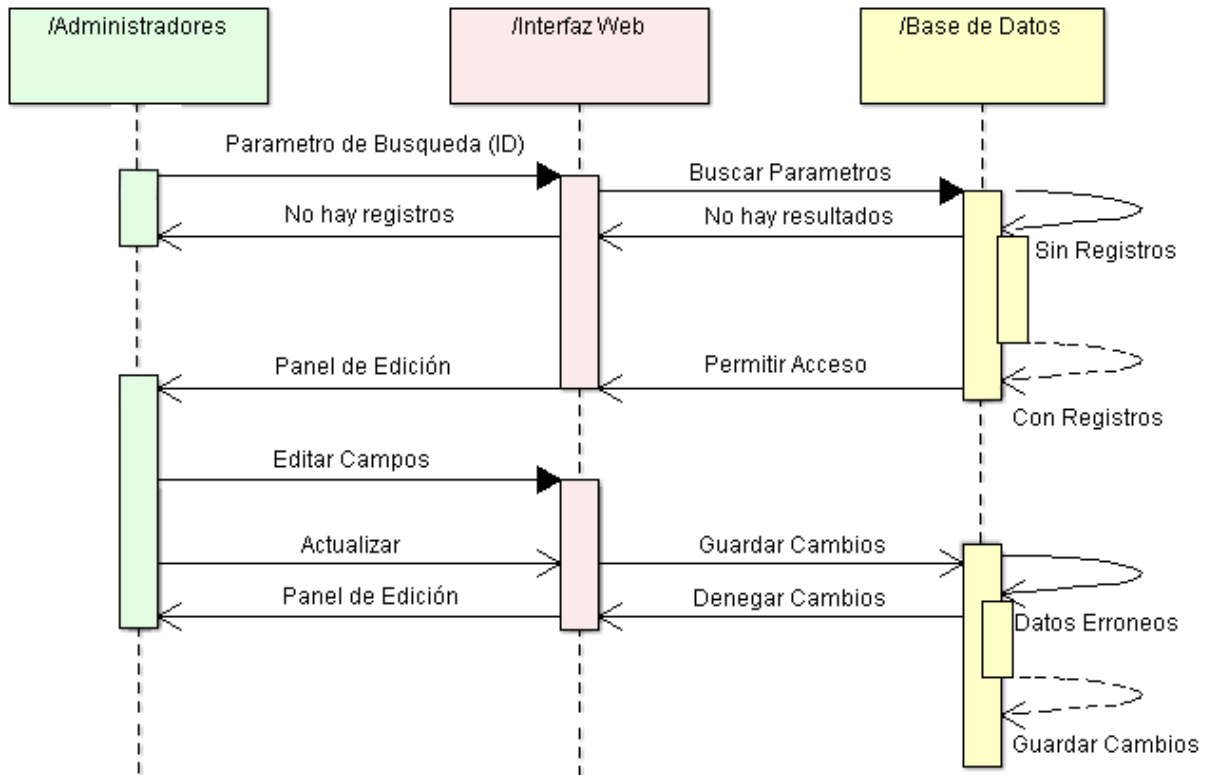 /Administradores
/Interfaz Web
/Base de Datos
Parametro de Busqueda (ID)
Buscar Parametros
No hay registros
No hay resultados
Sin Registros
Panel de Edición
Permitir Acceso
Con Registros
Editar Campos
Actualizar
Guardar Cambios
Panel de Edición
Denegar Cambios
Datos Erroneos
Guardar Cambios